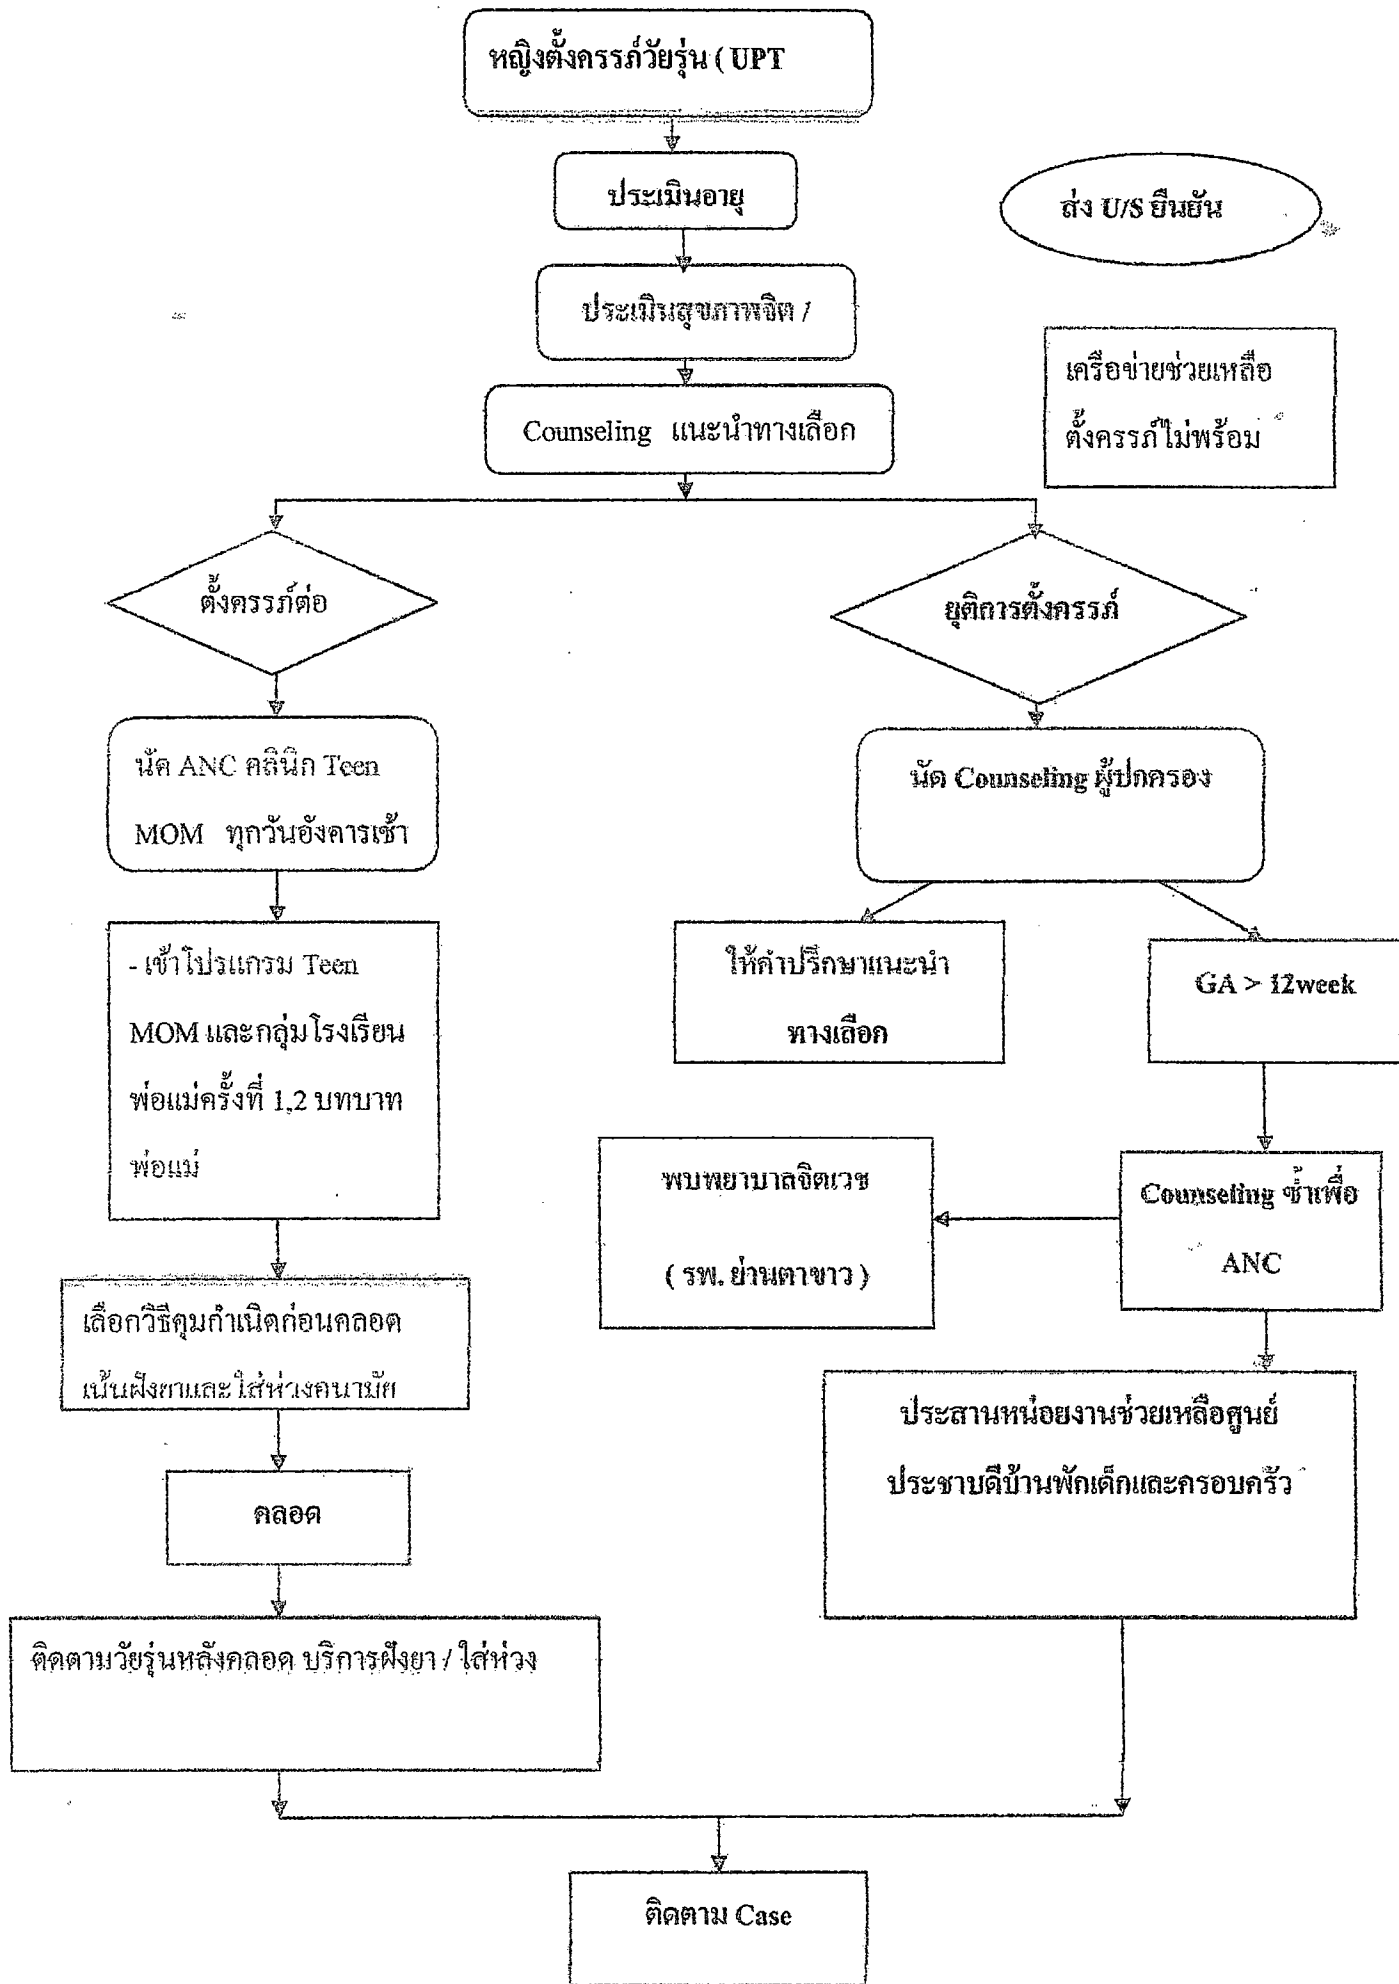 หญิงตั้งครรภ์วัยรุ่น ( UPT
ประเมินอายุ
ส่ง U/S ยืนยัน
ประเมินสุขภาพจิต /
เครือข่ายช่วยเหลือ
ตั้งครรภ์ไม่พร้อม
Counseling แนะนำทางเลือก
ตั้งครรภ์ต่อ
ยุติการตั้งครรภ์
นัด ANC คลินิก Teen
MOM ทุกวันอังคารเช้า
นัด Counseling ผู้ปกครอง
- เข้าโปรแกรม Teen
MOM และกลุ่มโรงเรียน
พ่อแม่ครั้งที่ 1,2 บทบาท
พ่อแม่
ให้คำปรึกษาแนะนำ
ทางเลือก
GA > 12week
พบพยาบาลจิตเวช
( รพ. ย่านตาขาว )
Counseling ซ้ำเพื่อ
ANC
เลือกวิธีคุมกำเนิดก่อนคลอด
เน้นฝังยาและใส่ห่วงอนามัย
ประสานหน่อยงานช่วยเหลือศูนย์
ประชาบดีบ้านพักเด็กและครอบครัว
คลอด
ติดตามวัยรุ่นหลังคลอด บริการฝังยา / ใส่ห่วง
ติดตาม Case